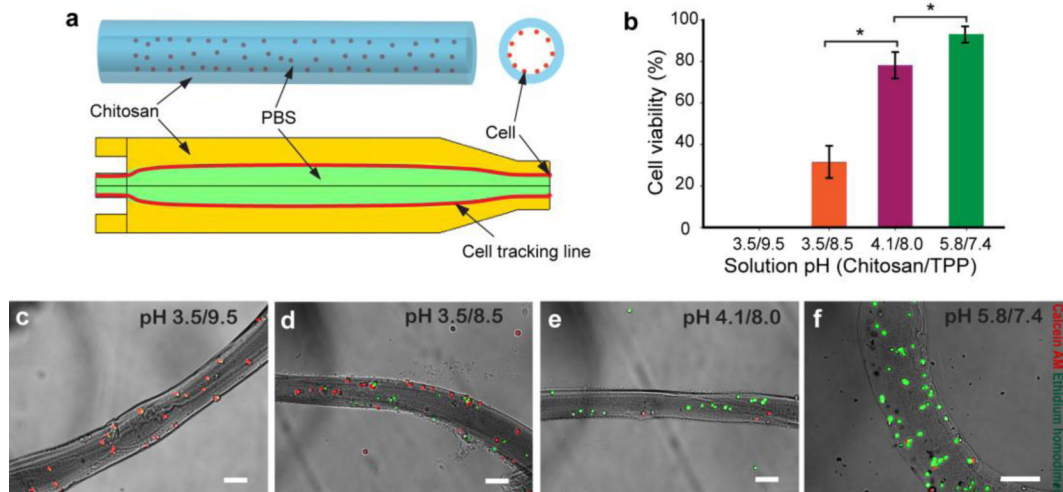 a
Chitosan
PBS
Cell
Cell tracking line
b
Cell viability (%)
100
80
60
40
20
0
*
*
3.5/9.5
3.5/8.5
4.1/8.0
5.8/7.4
Solution pH (Chitosan/TPP)
c
pH 3.5/9.5
d
pH 3.5/8.5
e
pH 4.1/8.0
f
pH 5.8/7.4
Calcein AM
Ethidium homodimer